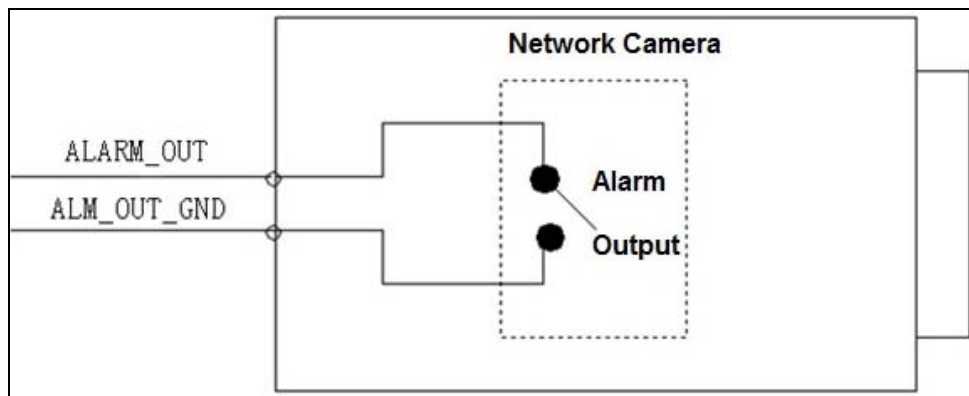 Network Camera
ALARM_OUT
Alarm
ALM_OUT_GND
Output